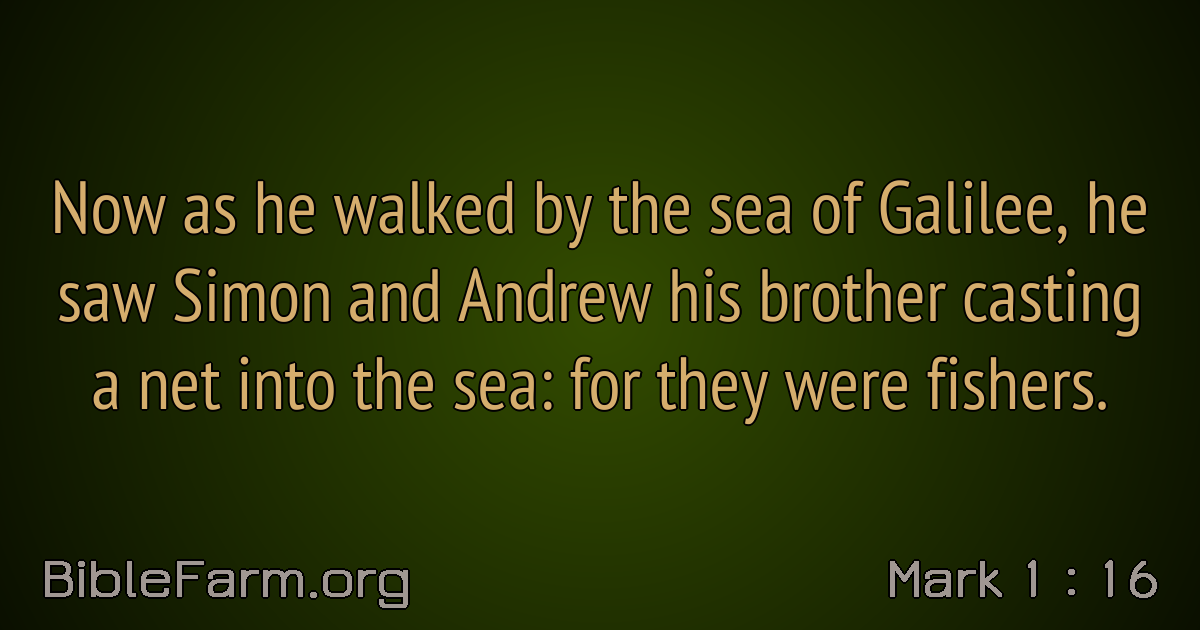 Now as he walked by the sea of Galilee, he
saw Simon and Andrew his brother casting
a net into the sea: for they were fishers.
BibleFarm.org
Mark 1 : 16